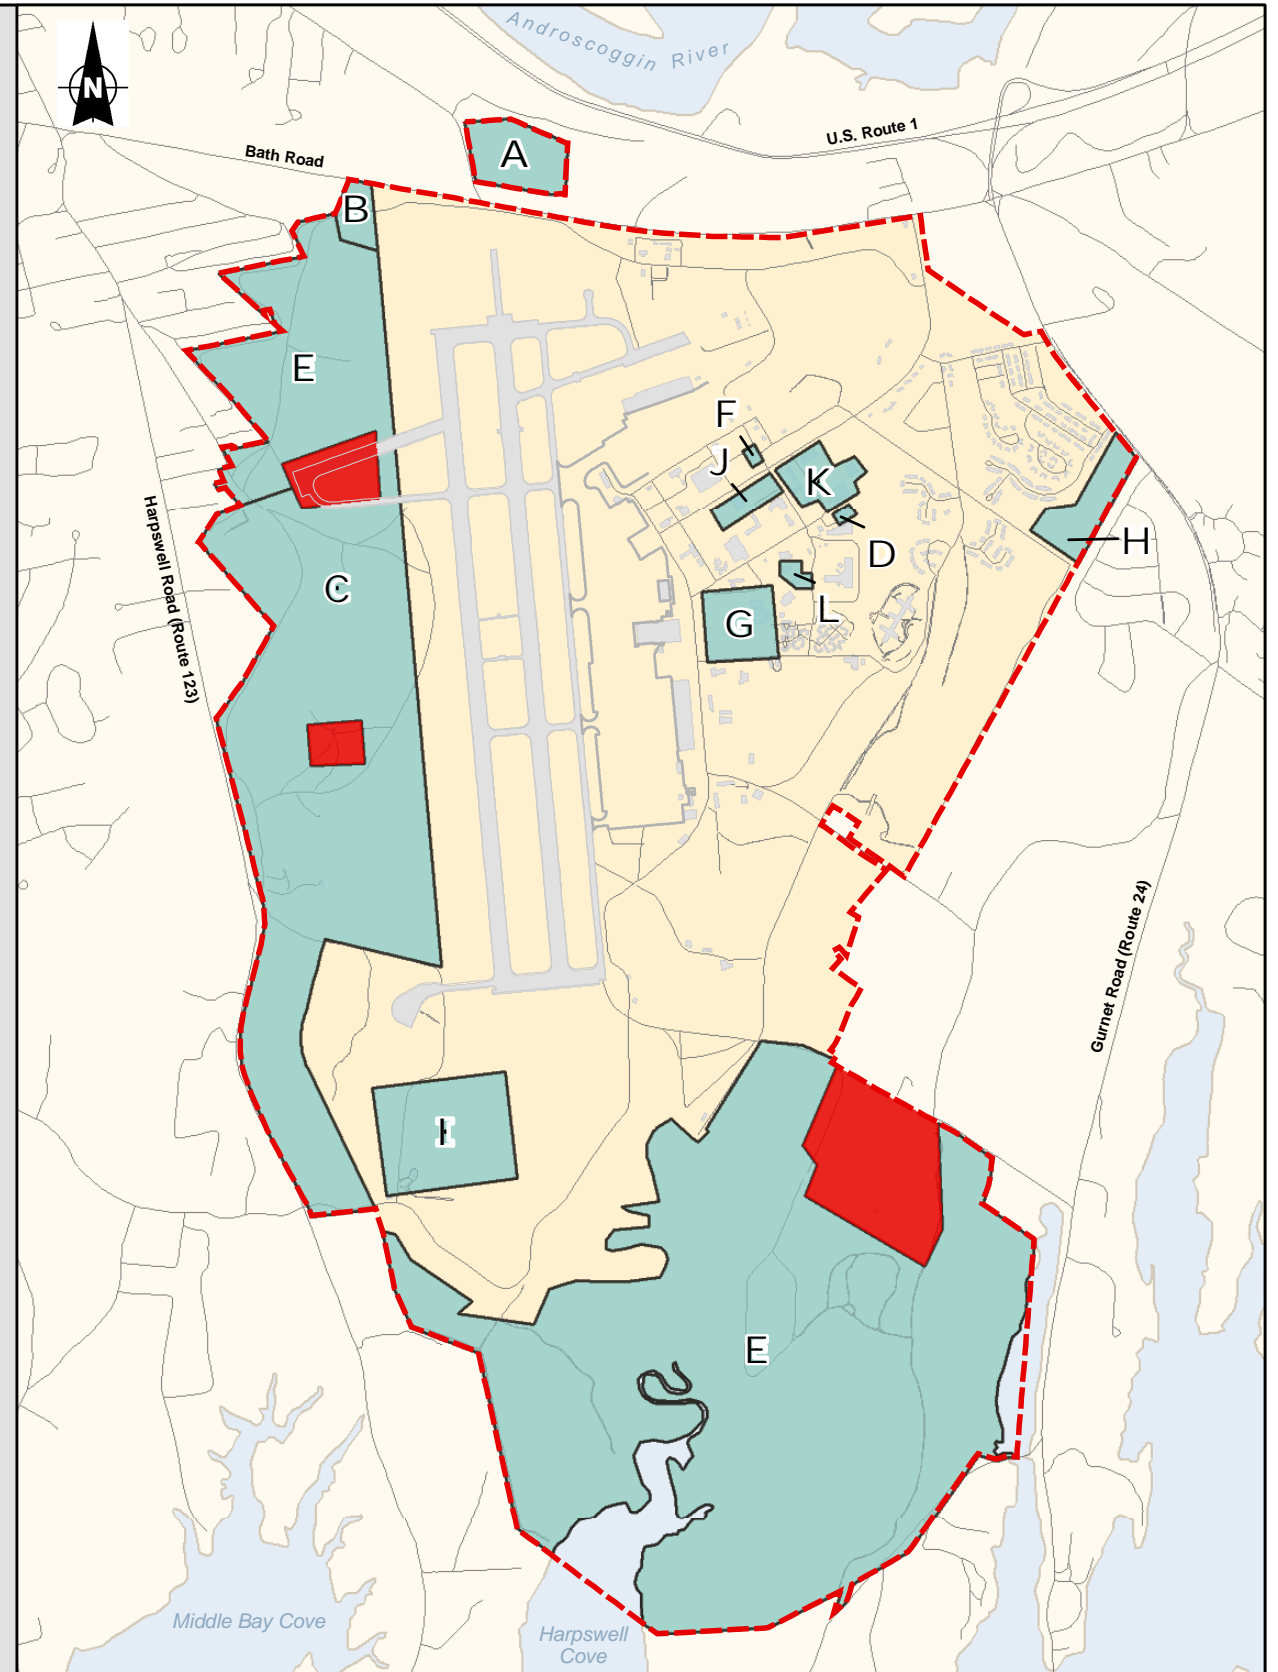 Androscoggin River
N
U.S. Route 1
Bath Road
A
B
E
F
J
K
H
D
Harpswell Road (Route 123)
C
L
G
Gurnet Road (Route 24)
I
E
Middle Bay Cove
Harpswell
Cove